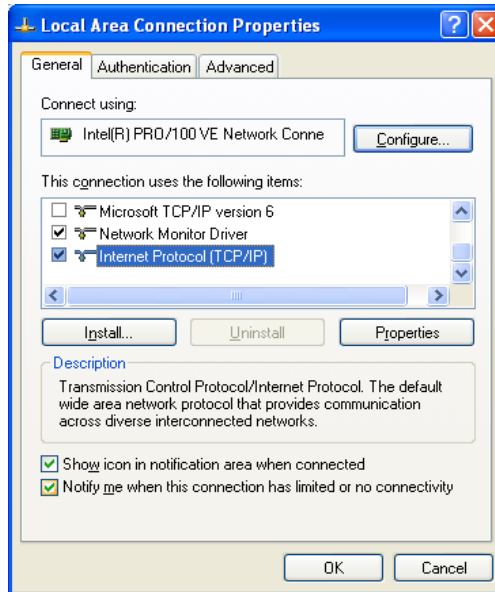 Local Area Connection Properties
General Authentication Advanced
Connect using:
Intel(R) PRO/100 VE Network Conne
Configure...
This connection uses the following items:
Microsoft TCP/IP version 6
Network Monitor Driver
Internet Protocol (TCP/IP)
Install... Uninstall Properties
Description
Transmission Control Protocol/Internet Protocol. The default
wide area network protocol that provides communication
across diverse interconnected networks.
Show icon in notification area when connected
Notify me when this connection has limited or no connectivity
OK Cancel